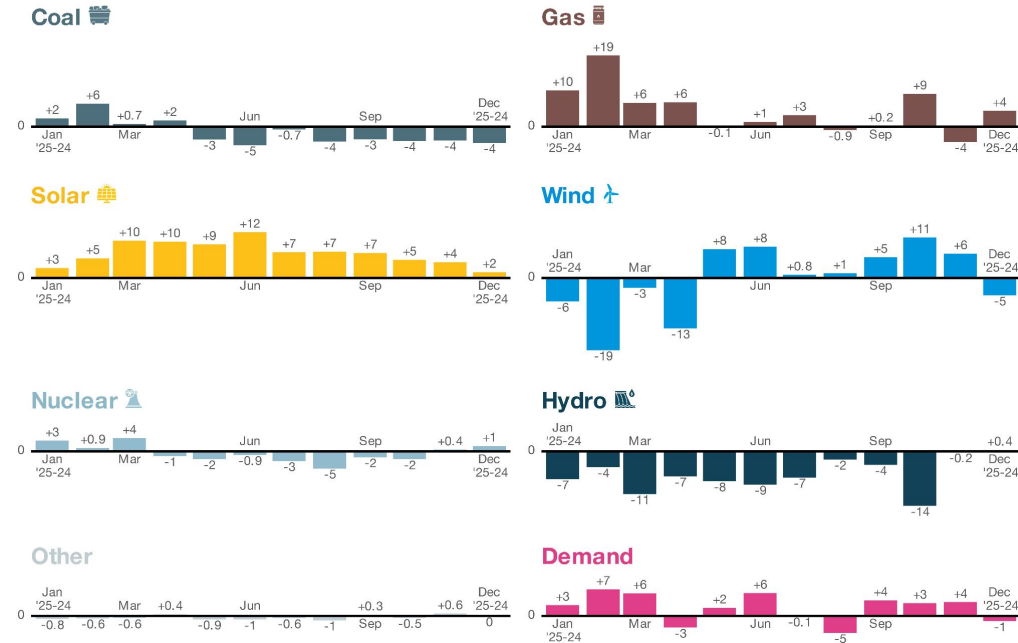 Coal
+2 +6 +0.7 +2 Jun Sep Dec
'25-24
0
Jan
'25-24 Mar -3 -5 -0.7 -4 -3 -4 -4 -4
Gas
+10 +19 +6 +6 +1 +3 +0.2 +9 +4
0
Jan
'25-24 Mar -0.1 Jun -0.9 Sep -4 Dec
'25-24
Solar
+3 +5 +10 +10 +9 +12 +7 +7 +7 +5 +4 +2
0
Jan
'25-24 Mar Jun Sep Dec
'25-24
Wind
Jan
'25-24 Mar +8 +8 +0.8 +1 +5 +11 +6 Dec
'25-24
0
-6 -19 -3 -13 Jun Sep -5
Nuclear
+3 +0.9 +4 Jun Sep +0.4 +1
0
Jan
'25-24 Mar -1 -2 -0.9 -3 -5 -2 -2 Dec
'25-24
Hydro
Jan
'25-24 Mar Jun Sep +0.4
0
-7 -4 -11 -7 -8 -9 -7 -2 -4 -14 -0.2 Dec
'25-24
Other
Jan
'25-24 Mar +0.4 Jun +0.3 +0.6 Dec
'25-24
0
-0.8 -0.6 -0.6 -0.9 -1 -0.6 -1 Sep -0.5 0
Demand
+3 +7 +6 +2 +6 +4 +3 +4 Dec
'25-24
0
Jan
'25-24 Mar -3 Jun -0.1 -5 Sep -1